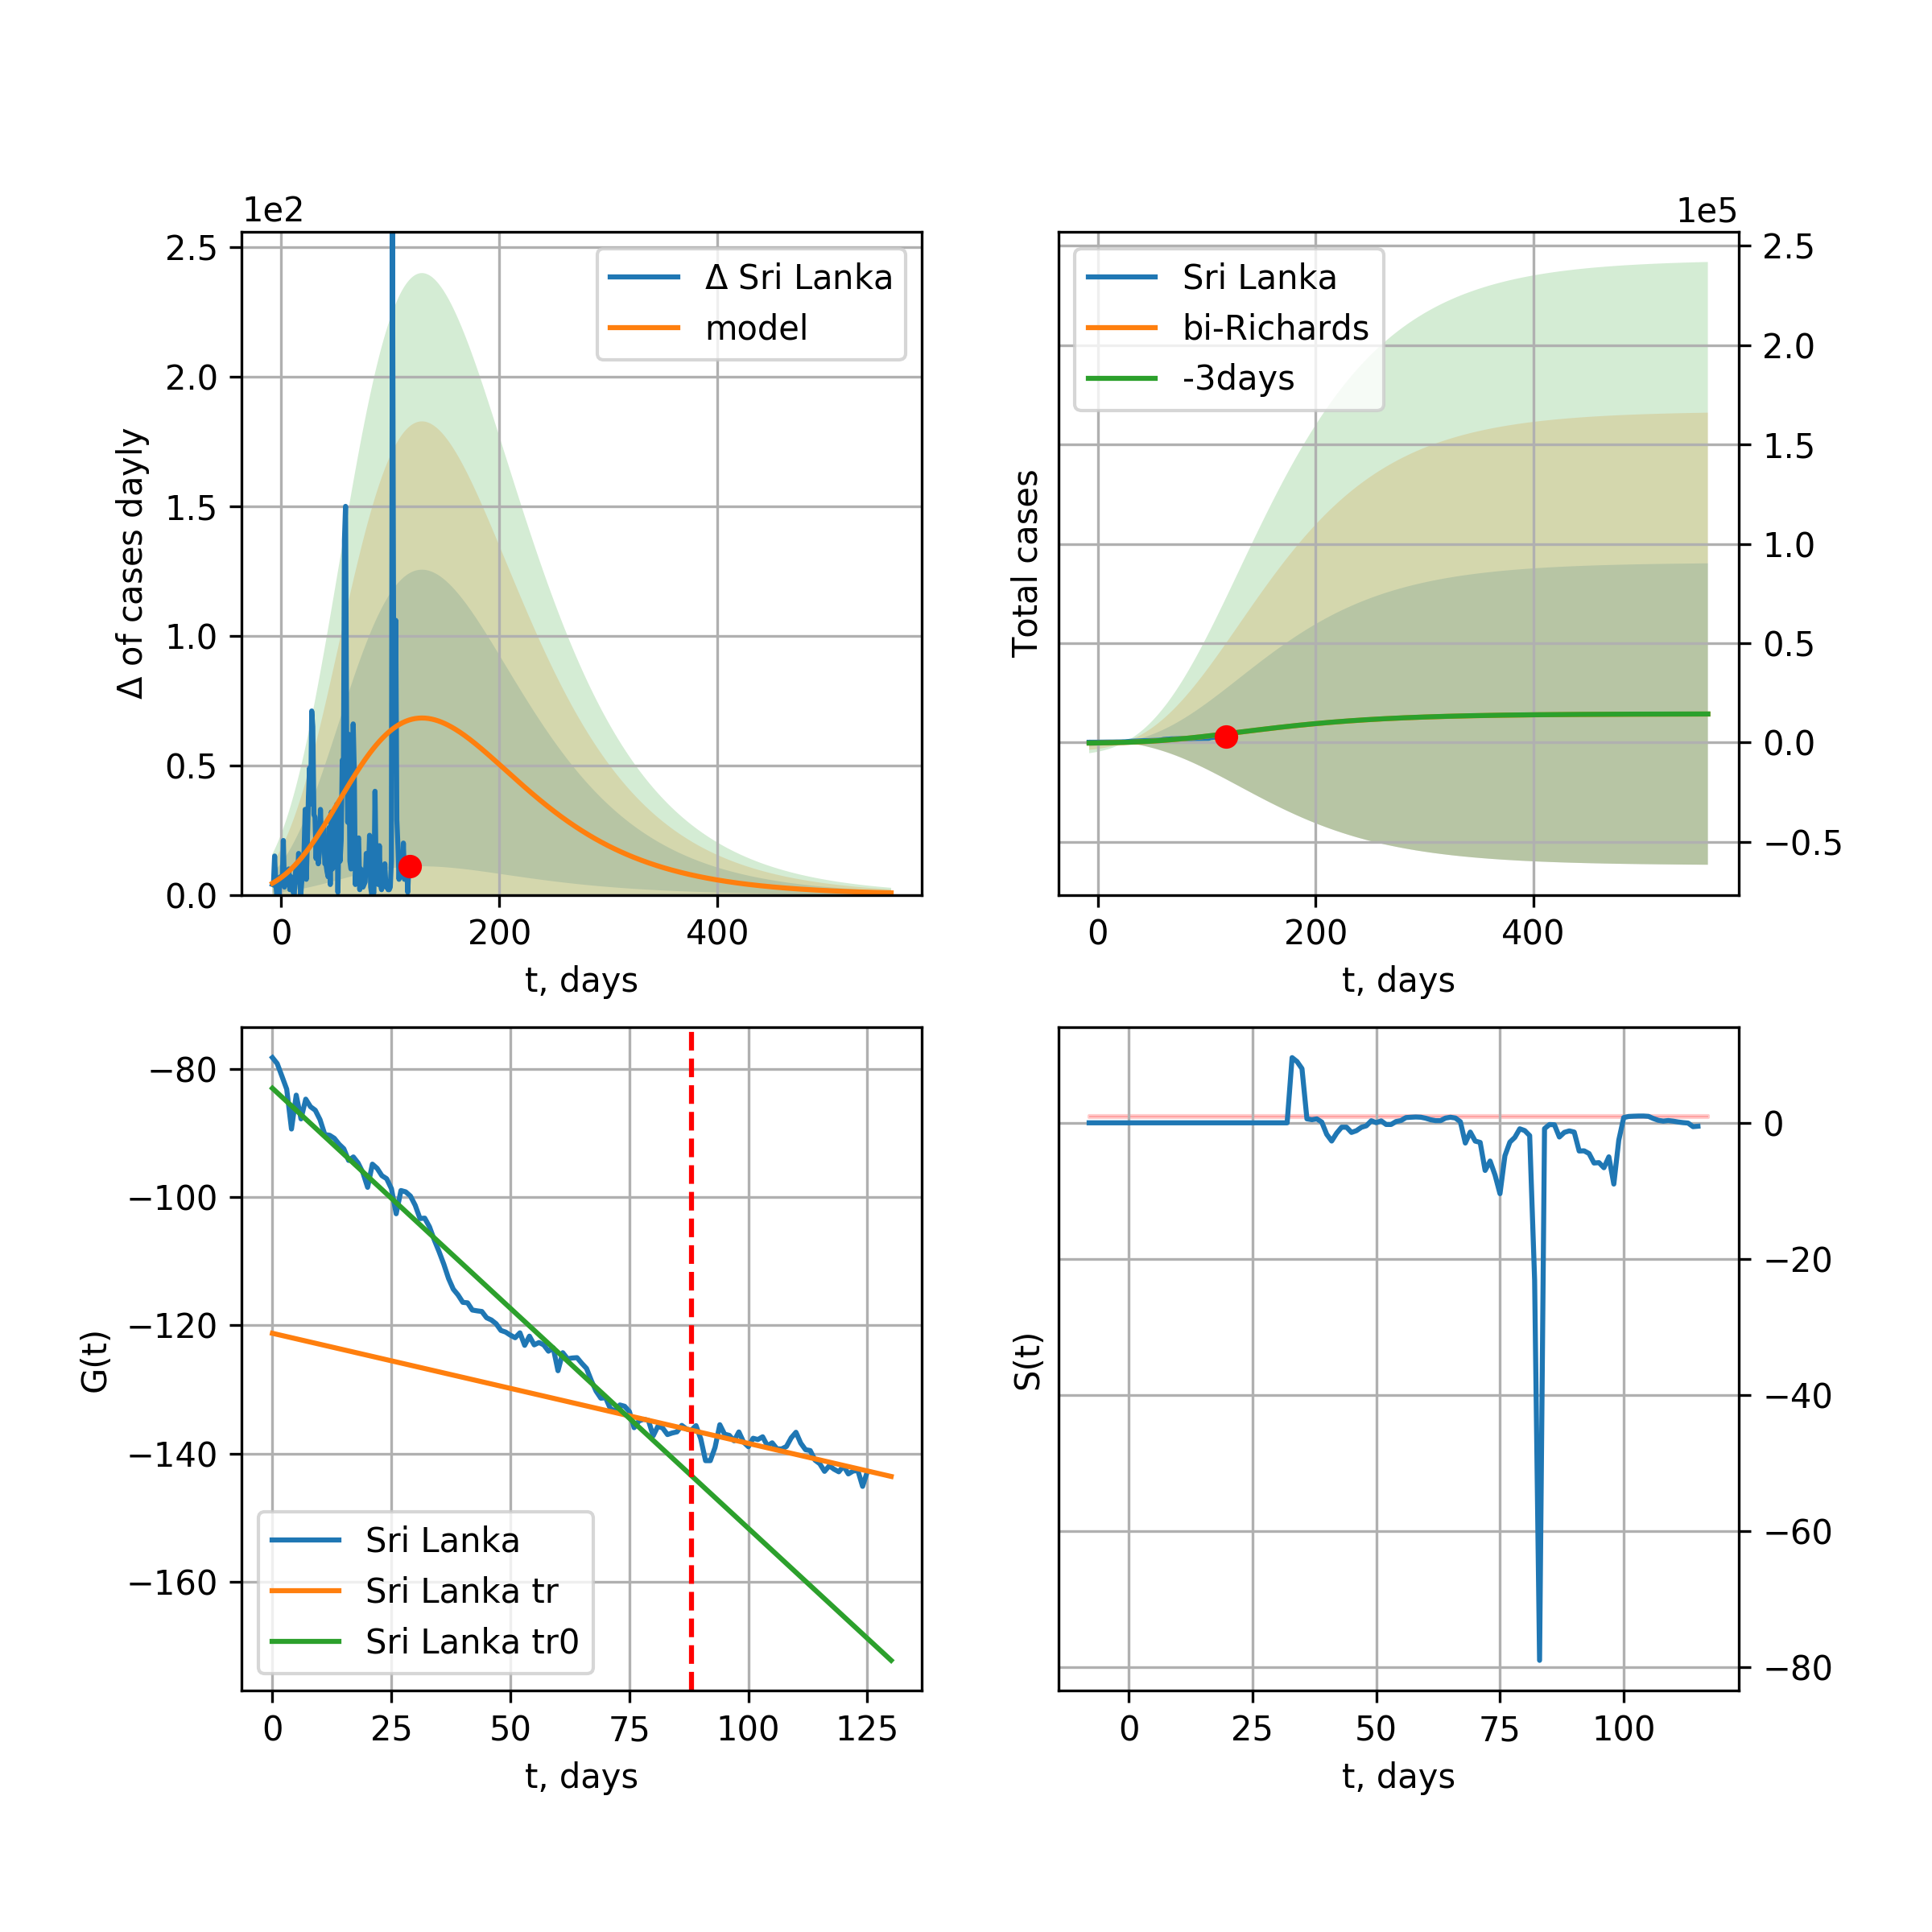 1e2
2.5
2.0
1.5
1.0
0.5
0.0
Δ of cases dayly
0 200 400
t, days
Δ Sri Lanka
model
1e5
2.5
2.0
1.5
1.0
0.5
0.0
−0.5
Total cases
0 200 400
t, days
Sri Lanka
bi-Richards
-3days
−80
−100
−120
−140
−160
G(t)
0 25 50 75 100 125
t, days
Sri Lanka
Sri Lanka tr
Sri Lanka tr0
0
−20
−40
−60
−80
S(t)
0 25 50 75 100
t, days